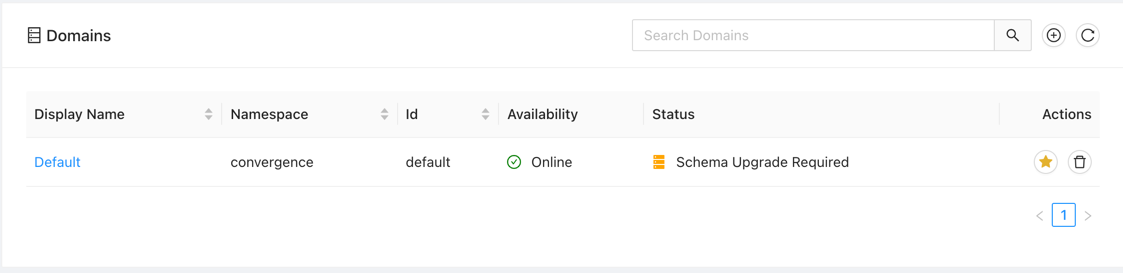 Domains
Search Domains
Display Name Namespace Id Availability Status Actions
Default convergence default Online Schema Upgrade Required
1